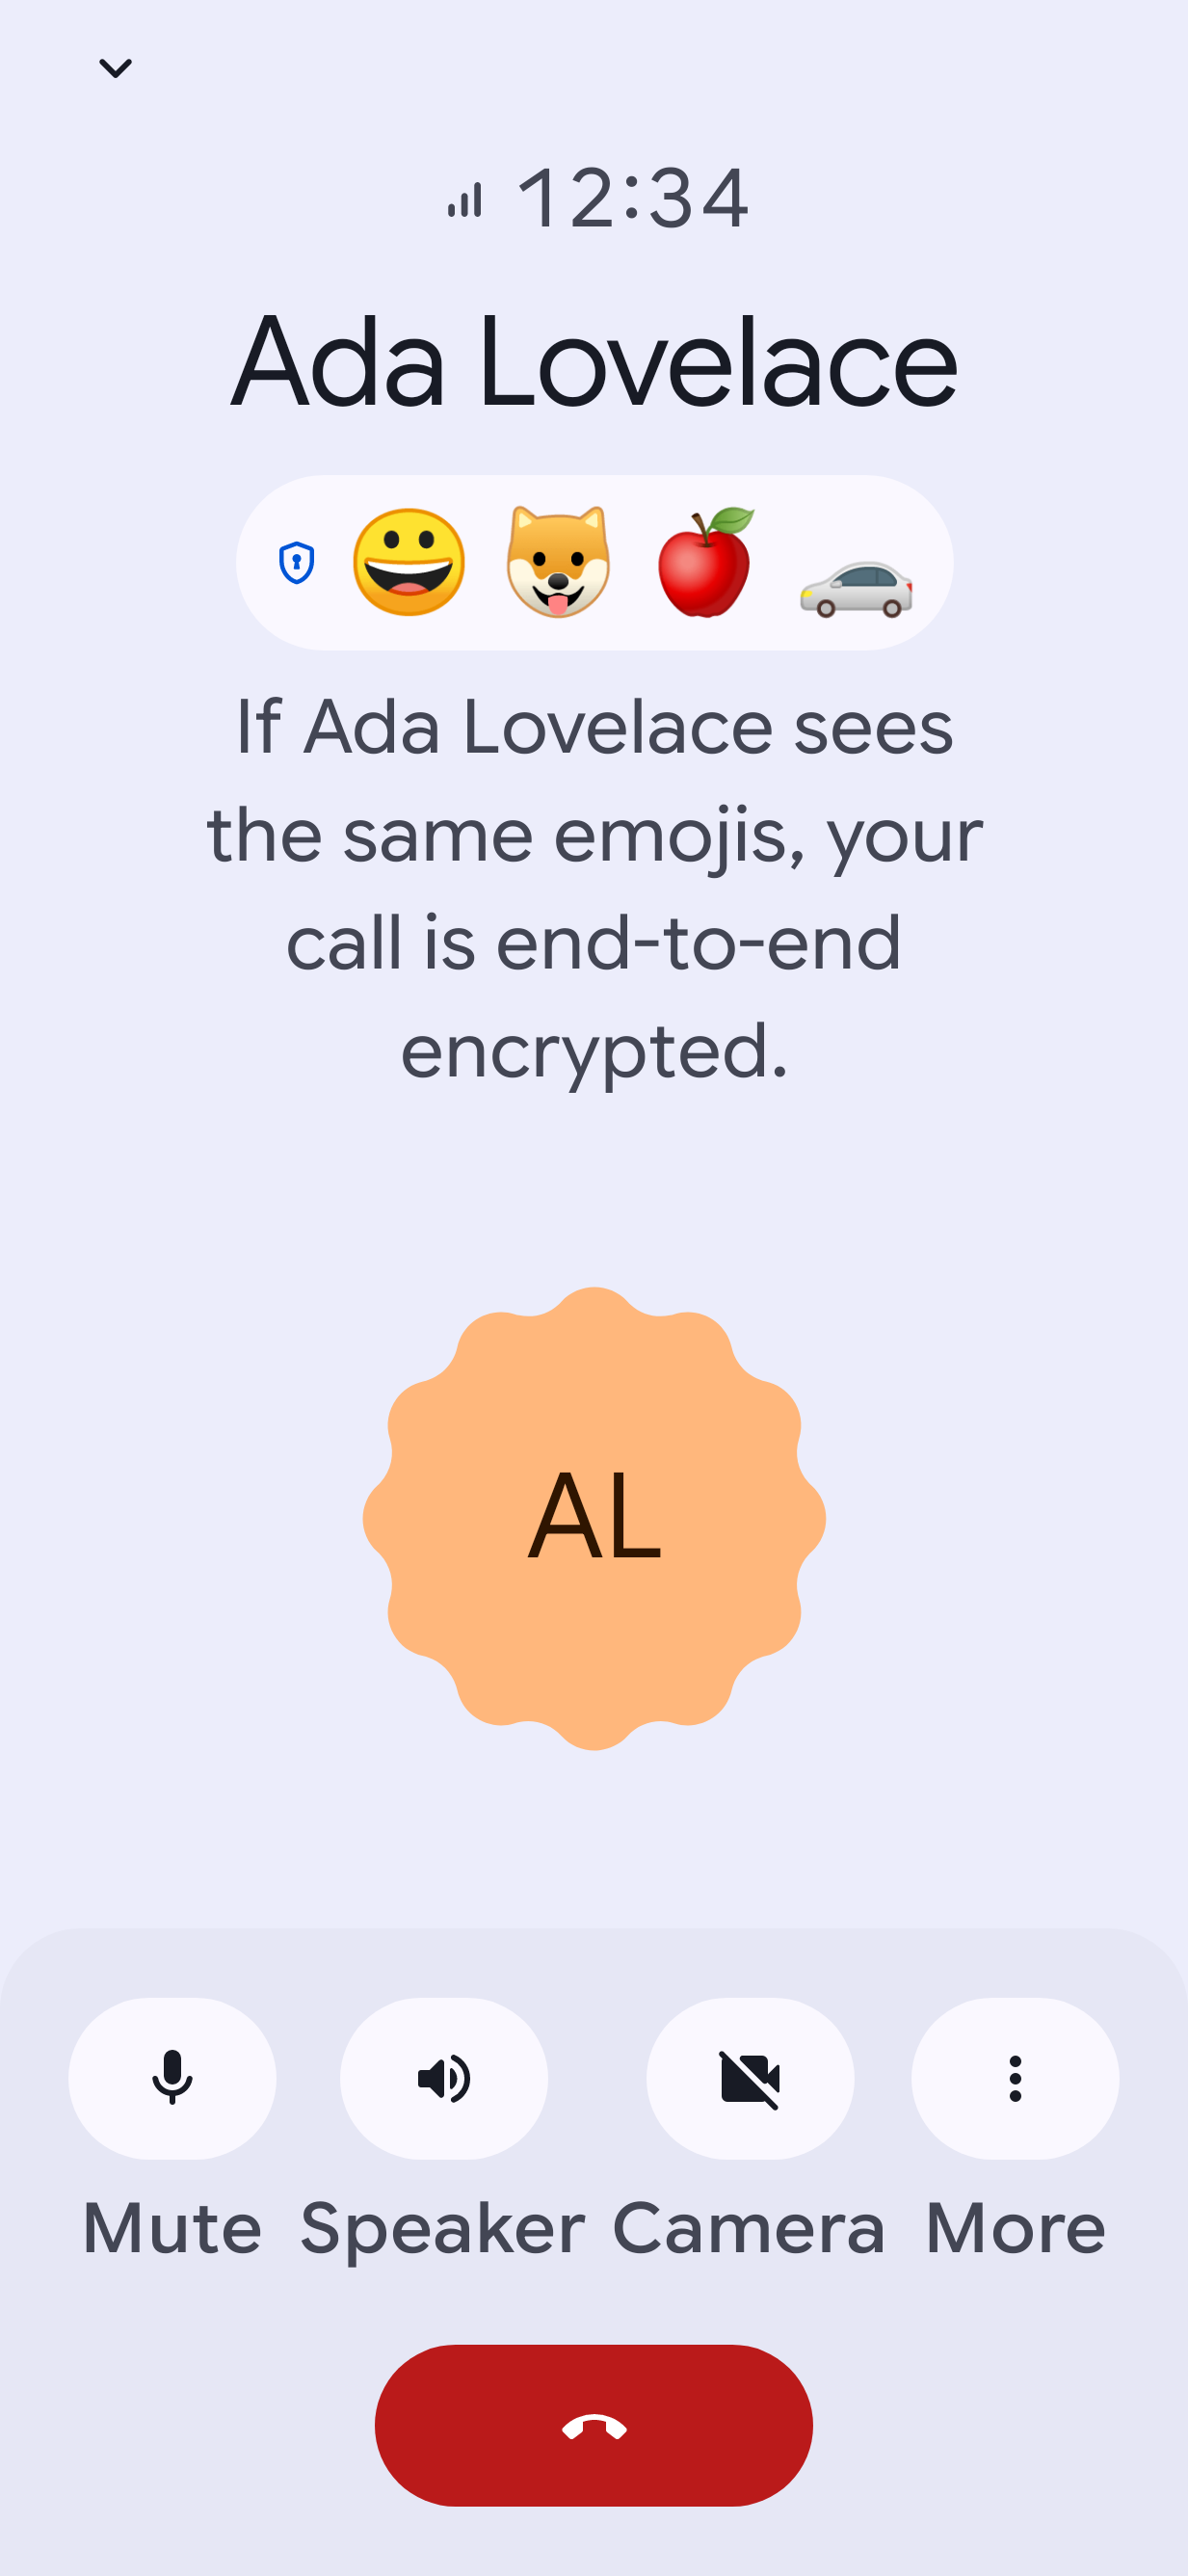 12:34
Ada Lovelace
If Ada Lovelace sees
the same emojis, your
call is end-to-end
encrypted.
AL
Mute Speaker Camera More